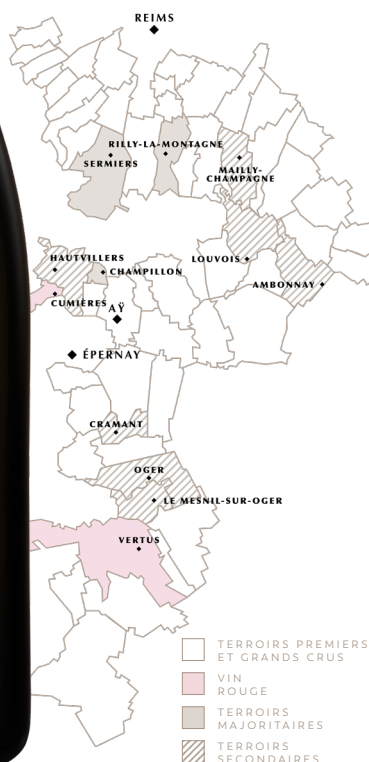 REIMS
RILLY-LA-MONTAGNE
SERMIERS
MAILLY-
CHAMPAGNE
HAUTVILLERS
LOUVOIS
CHAMPILLON
AMBONNAY
CUMIÈRES
AŸ
ÉPERNAY
CRAMANT
OGER
LE MESNIL-SUR-OGER
VERTUS
TERROIRS PREMIERS
ET GRANDS CRUS
VIN
ROUGE
TERROIRS
MAJORITAIRES
TERROIRS
SECONDAIRES